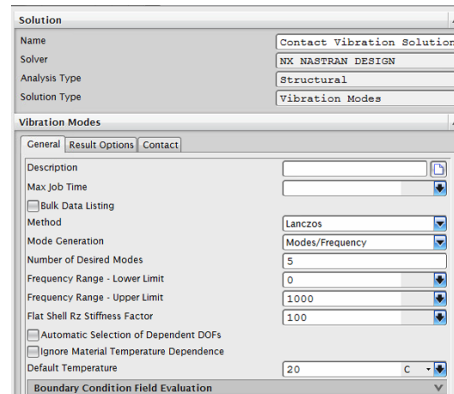 Solution
Name Contact Vibration Solution
Solver NX NASTRAN DESIGN
Analysis Type Structural
Solution Type Vibration Modes
Vibration Modes
General Result Options Contact
Description
Max Job Time
Bulk Data Listing
Method Lanczos
Mode Generation Modes/Frequency
Number of Desired Modes 5
Frequency Range - Lower Limit 0
Frequency Range - Upper Limit 1000
Flat Shell Rz Stiffness Factor 100
Automatic Selection of Dependent DOFs
Ignore Material Temperature Dependence
Default Temperature 20 C
Boundary Condition Field Evaluation